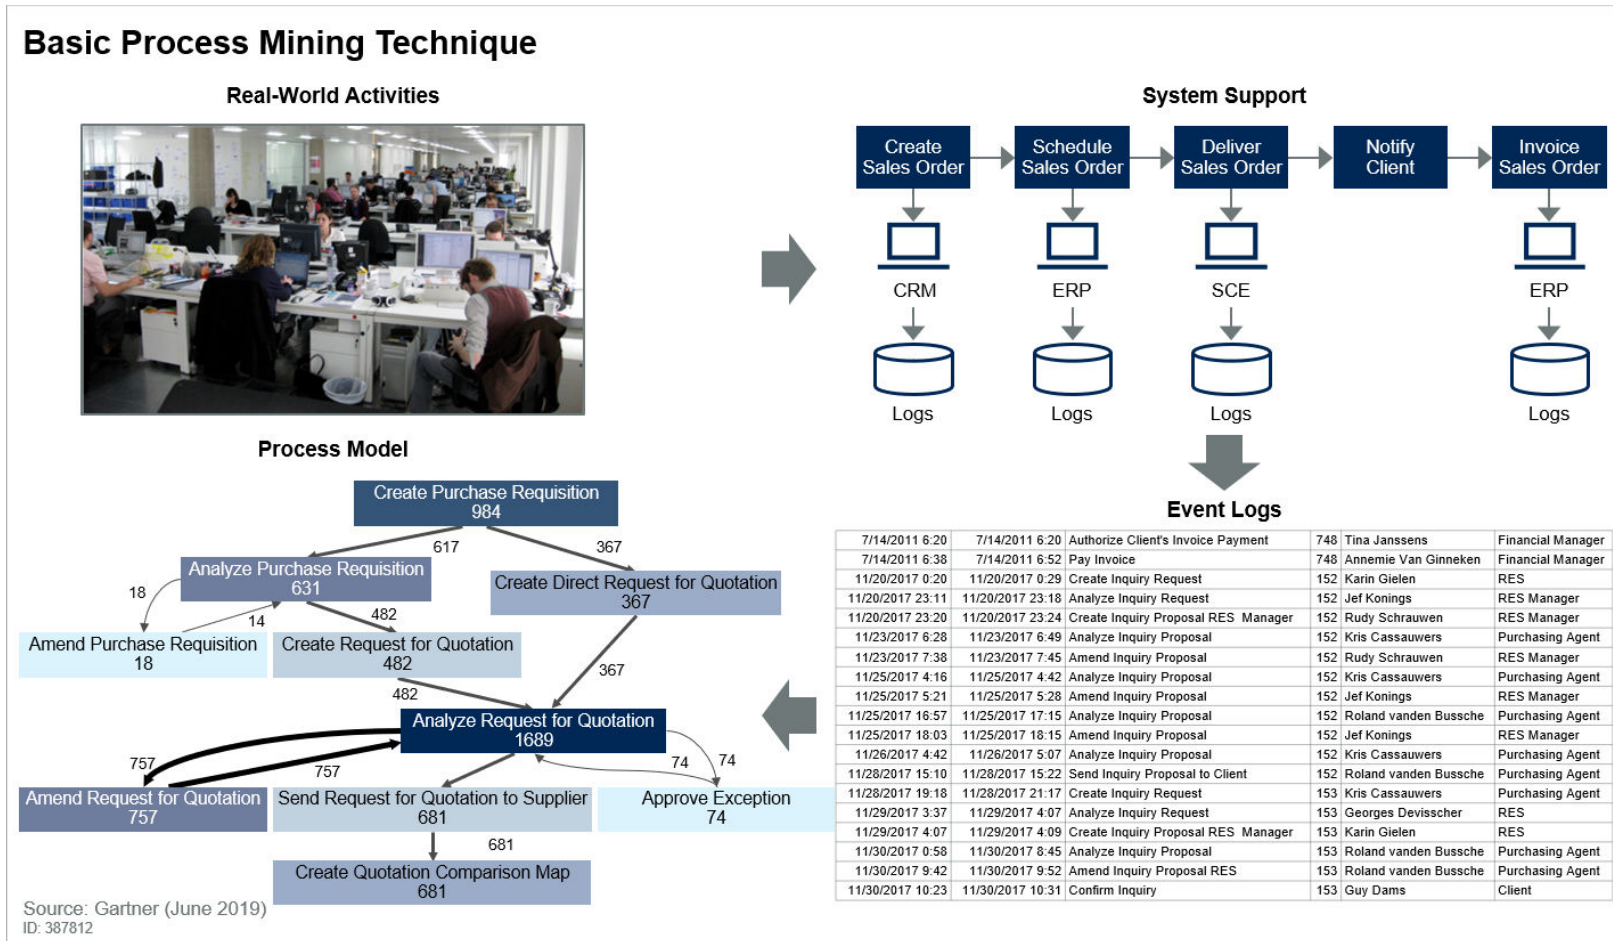 Basic Process Mining Technique
Real-World Activities
System Support
Create
Sales Order
Schedule
Sales Order
Deliver
Sales Order
Notify
Client
Invoice
Sales Order
CRM
ERP
SCE
ERP
Logs
Logs
Logs
Logs
Process Model
Create Purchase Requisition
984
617
367
Analyze Purchase Requisition
631
Create Direct Request for Quotation
367
18
14
482
Amend Purchase Requisition
18
Create Request for Quotation
482
367
482
Analyze Request for Quotation
1689
757
757
74
74
Amend Request for Quotation
757
Send Request for Quotation to Supplier
681
Approve Exception
74
681
Create Quotation Comparison Map
681
Event Logs
7/14/2011 6:20 7/14/2011 6:20 Authorize Client's Invoice Payment 748 Tina Janssens Financial Manager
7/14/2011 6:38 7/14/2011 6:52 Pay Invoice 748 Annemie Van Ginneken Financial Manager
11/20/2017 0:20 11/20/2017 0:29 Create Inquiry Request 152 Karin Gielen RES
11/20/2017 23:11 11/20/2017 23:18 Analyze Inquiry Request 152 Jef Konings RES Manager
11/20/2017 23:20 11/20/2017 23:24 Create Inquiry Proposal RES Manager 152 Rudy Schrauwen RES Manager
11/23/2017 6:28 11/23/2017 6:49 Analyze Inquiry Proposal 152 Kris Cassauwers Purchasing Agent
11/23/2017 7:38 11/23/2017 7:45 Amend Inquiry Proposal 152 Rudy Schrauwen RES Manager
11/25/2017 4:16 11/25/2017 4:42 Analyze Inquiry Proposal 152 Kris Cassauwers Purchasing Agent
11/25/2017 5:21 11/25/2017 5:28 Amend Inquiry Proposal 152 Jef Konings RES Manager
11/25/2017 16:57 11/25/2017 17:15 Analyze Inquiry Proposal 152 Roland vanden Bussche Purchasing Agent
11/25/2017 18:03 11/25/2017 18:15 Amend Inquiry Proposal 152 Jef Konings RES Manager
11/26/2017 4:42 11/26/2017 5:07 Analyze Inquiry Proposal 152 Kris Cassauwers Purchasing Agent
11/28/2017 15:10 11/28/2017 15:22 Send Inquiry Proposal to Client 152 Roland vanden Bussche Purchasing Agent
11/28/2017 19:18 11/28/2017 21:17 Create Inquiry Request 153 Kris Cassauwers Purchasing Agent
11/29/2017 3:37 11/29/2017 4:07 Analyze Inquiry Request 153 Georges Devisscher RES
11/29/2017 4:07 11/29/2017 4:09 Create Inquiry Proposal RES Manager 153 Karin Gielen RES
11/30/2017 0:58 11/30/2017 8:45 Analyze Inquiry Proposal 153 Roland vanden Bussche Purchasing Agent
11/30/2017 9:42 11/30/2017 9:52 Amend Inquiry Proposal RES 153 Roland vanden Bussche Purchasing Agent
11/30/2017 10:23 11/30/2017 10:31 Confirm Inquiry 153 Guy Dams Client
Source: Gartner (June 2019)
ID: 387812